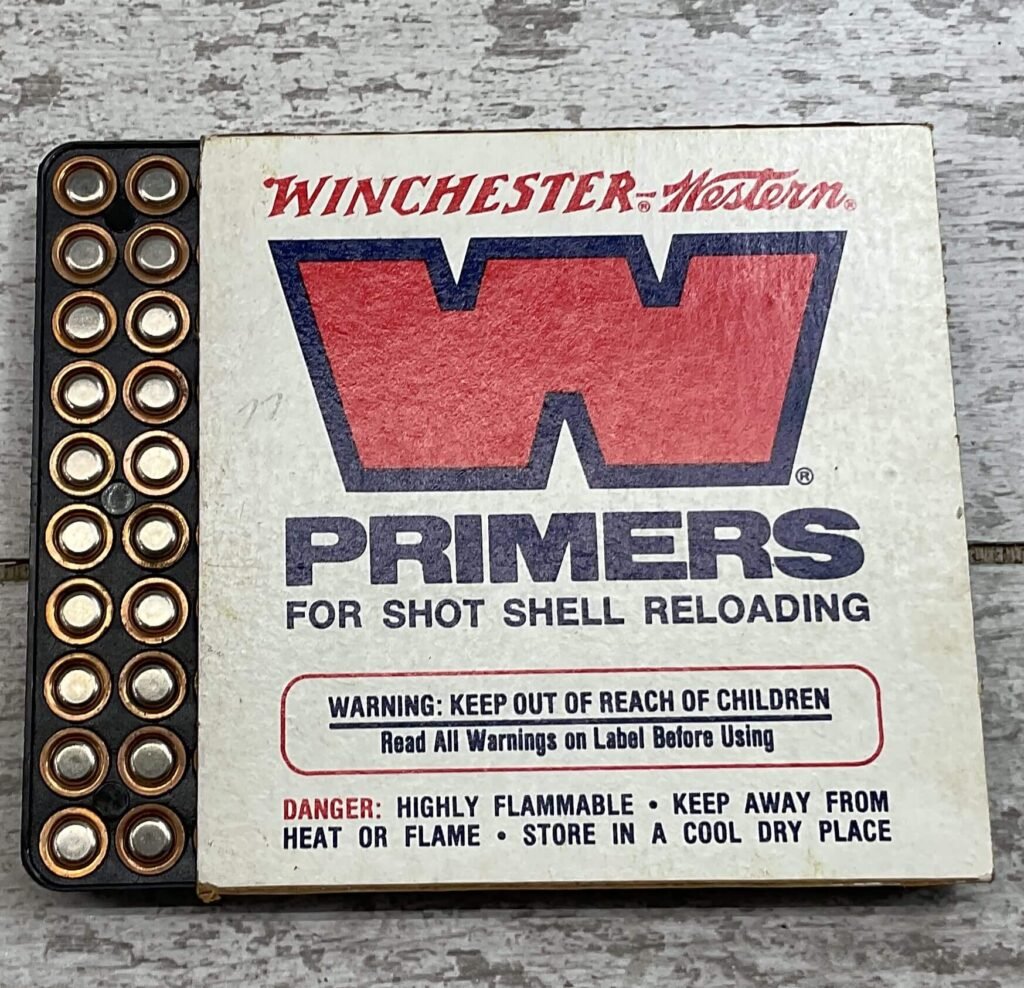 WINCHESTER®-Western®
W®
PRIMERS
FOR SHOT SHELL RELOADING
WARNING: KEEP OUT OF REACH OF CHILDREN
Read All Warnings on Label Before Using
DANGER: HIGHLY FLAMMABLE • KEEP AWAY FROM
HEAT OR FLAME • STORE IN A COOL DRY PLACE